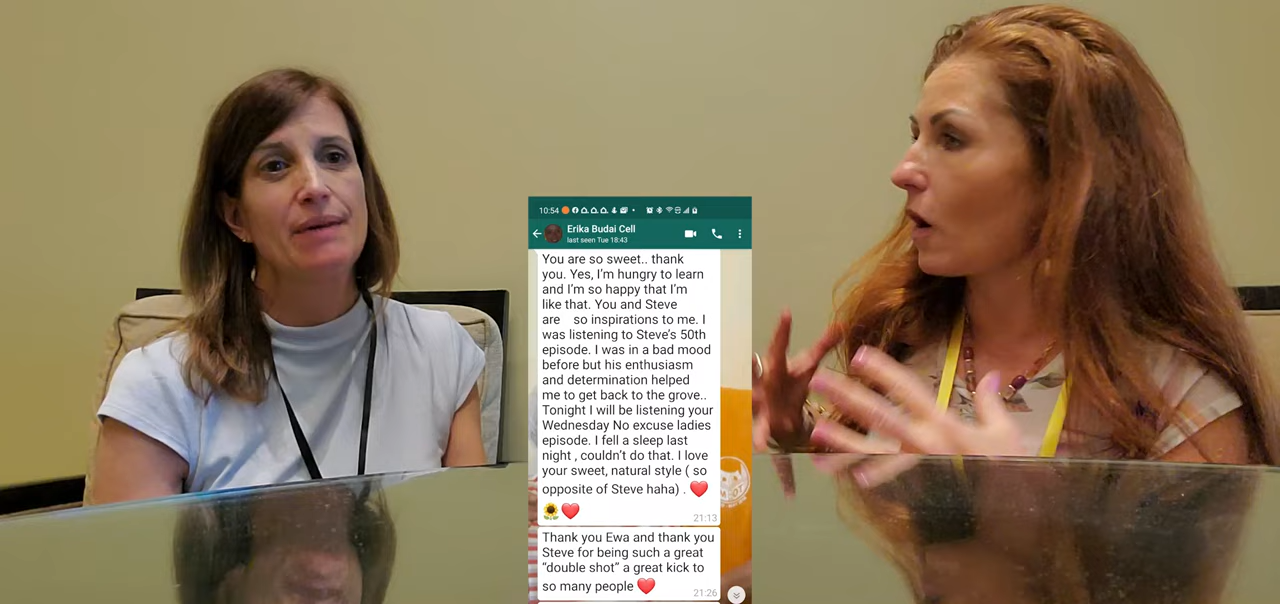 10:54
Erika Budai Cell
last seen Tue 18:43
You are so sweet.. thank
you. Yes, I'm hungry to learn
and I'm so happy that I'm
like that. You and Steve
are so inspirations to me. I
was listening to Steve's 50th
episode. I was in a bad mood
before but his enthusiasm
and determination helped
me to get back to the grove..
Tonight I will be listening your
Wednesday No excuse ladies
episode. I fell a sleep last
night , couldn't do that. I love
your sweet, natural style ( so
opposite of Steve haha) . ❤️
🌻❤️
21:13
Thank you Ewa and thank you
Steve for being such a great
“double shot” a great kick to
so many people ❤️
21:26